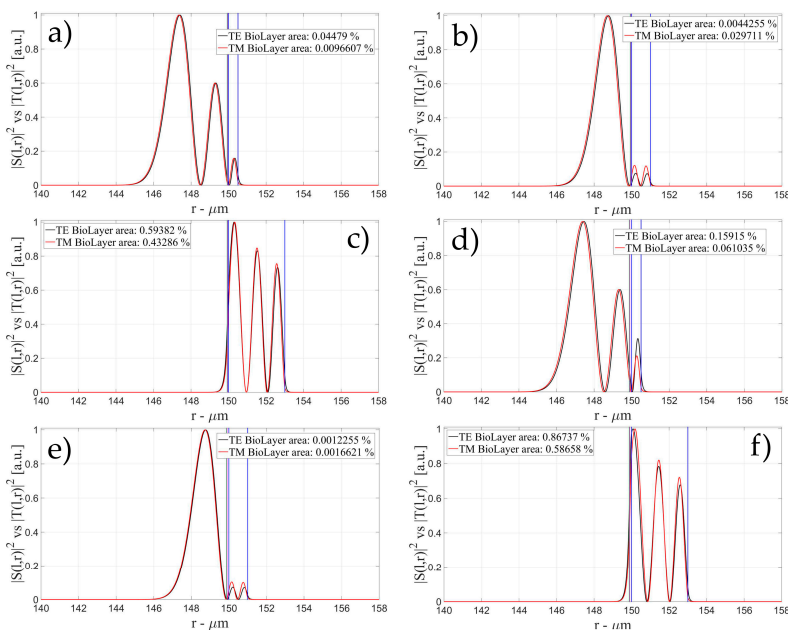 a)
TE BioLayer area: 0.04479 %
TM BioLayer area: 0.0096607 %
|S(l,r)|² vs |T(l,r)|² [a.u.]
1
0.8
0.6
0.4
0.2
0
140 142 144 146 148 150 152 154 156 158
r - μm
b)
TE BioLayer area: 0.0044255 %
TM BioLayer area: 0.029711 %
|S(l,r)|² vs |T(l,r)|² [a.u.]
1
0.8
0.6
0.4
0.2
0
140 142 144 146 148 150 152 154 156 158
r - μm
c)
TE BioLayer area: 0.59382 %
TM BioLayer area: 0.43286 %
|S(l,r)|² vs |T(l,r)|² [a.u.]
1
0.8
0.6
0.4
0.2
0
140 142 144 146 148 150 152 154 156 158
r - μm
d)
TE BioLayer area: 0.15915 %
TM BioLayer area: 0.061035 %
|S(l,r)|² vs |T(l,r)|² [a.u.]
1
0.8
0.6
0.4
0.2
0
140 142 144 146 148 150 152 154 156 158
r - μm
e)
TE BioLayer area: 0.0012255 %
TM BioLayer area: 0.0016621 %
|S(l,r)|² vs |T(l,r)|² [a.u.]
1
0.8
0.6
0.4
0.2
0
140 142 144 146 148 150 152 154 156 158
r - μm
f)
TE BioLayer area: 0.86737 %
TM BioLayer area: 0.58658 %
|S(l,r)|² vs |T(l,r)|² [a.u.]
1
0.8
0.6
0.4
0.2
0
140 142 144 146 148 150 152 154 156 158
r - μm